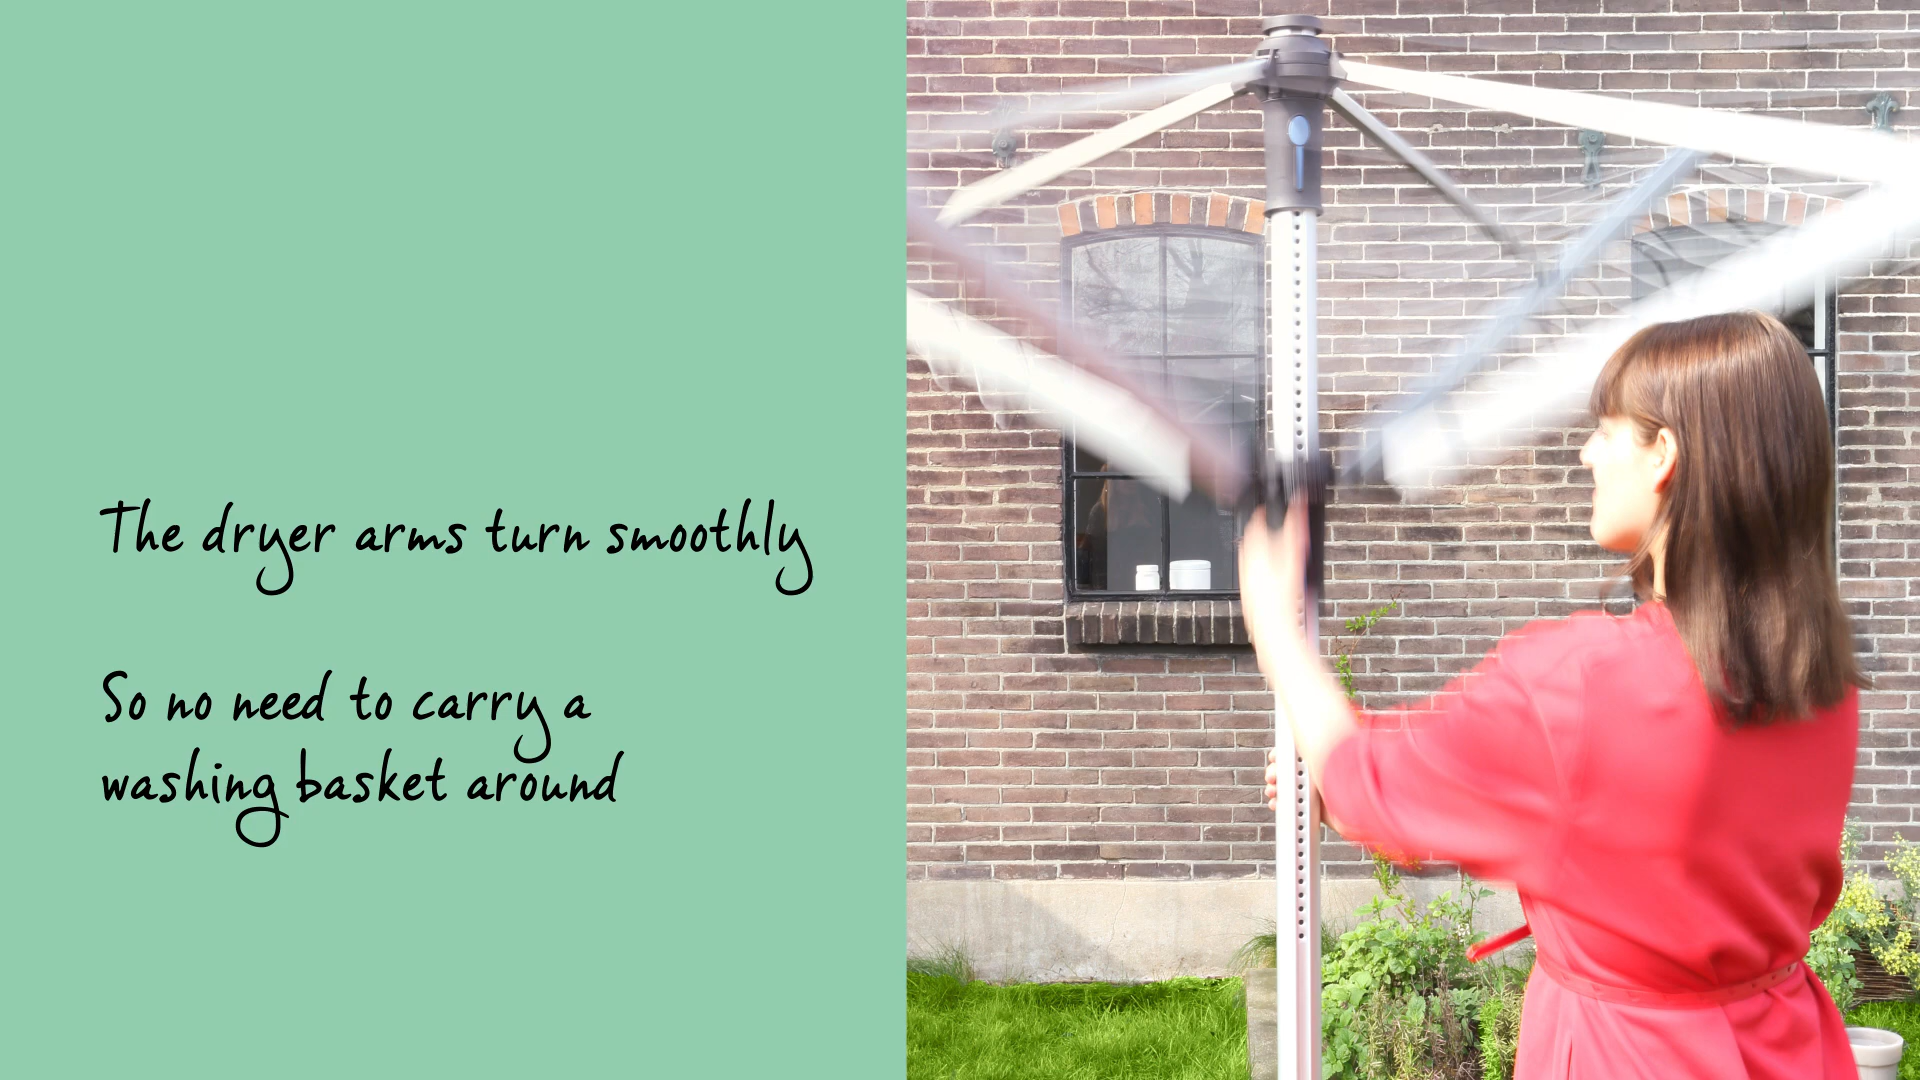 The dryer arms turn smoothly
So no need to carry a
washing basket around